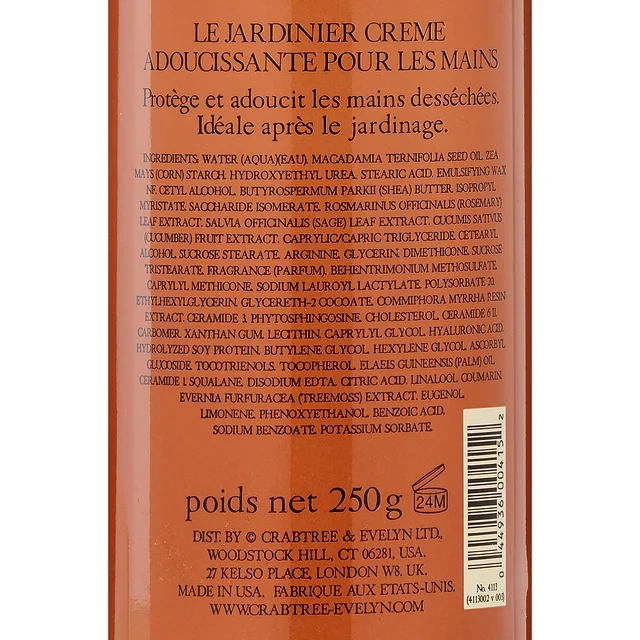 LE JARDINIER CREME
ADOUCISSANTE POUR LES MAINS
Protège et adoucit les mains desséchées.
Idéale après le jardinage.
INGREDIENTS: WATER (AQUA)(EAU). MACADAMIA TERNIFOLIA SEED OIL. ZEA
MAYS (CORN) STARCH. HYDROXYETHYL UREA. STEARIC ACID. EMULSIFYING WAX
NF. CETYL ALCOHOL. BUTYROSPERMUM PARKII (SHEA) BUTTER. ISOPROPYL
MYRISTATE. SACCHARIDE ISOMERATE. ROSMARINUS OFFICINALIS (ROSEMARY)
LEAF EXTRACT. SALVIA OFFICINALIS (SAGE) LEAF EXTRACT. CUCUMIS SATIVUS
(CUCUMBER) FRUIT EXTRACT. CAPRYLIC/CAPRIC TRIGLYCERIDE. CETEARYL
ALCOHOL. SUCROSE STEARATE. ARGININE. GLYCERIN. DIMETHICONE. SUCROSE
TRISTEARATE. FRAGRANCE (PARFUM). BEHENTRIMONIUM METHOSULFATE.
CAPRYLYL METHICONE. SODIUM LAUROYL LACTYLATE. POLYSORBATE 20.
ETHYLHEXYLGLYCERIN. GLYCERETH-2 COCOATE. COMMIPHORA MYRRHA RESIN
EXTRACT. CERAMIDE 3. PHYTOSPHINGOSINE. CHOLESTEROL. CERAMIDE 6 II.
CARBOMER. XANTHAN GUM. LECITHIN. CAPRYLYL GLYCOL. HYALURONIC ACID.
HYDROLYZED SOY PROTEIN. BUTYLENE GLYCOL. HEXYLENE GLYCOL. ASCORBYL
GLUCOSIDE. TOCOTRIENOLS. TOCOPHEROL. ELAEIS GUINEENSIS (PALM) OIL.
CERAMIDE 1. SQUALANE. DISODIUM EDTA. CITRIC ACID. LINALOOL. COUMARIN.
EVERNIA FURFURACEA (TREEMOSS) EXTRACT. EUGENOL
LIMONENE. PHENOXYETHANOL. BENZOIC ACID.
SODIUM BENZOATE. POTASSIUM SORBATE.
poids net 250g
24M
DIST. BY © CRABTREE & EVELYN LTD.,
WOODSTOCK HILL, CT 06281, USA.
27 KELSO PLACE, LONDON W8. UK.
MADE IN USA. FABRIQUE AUX ETATS-UNIS.
WWW.CRABTREE-EVELYN.COM
0 44936 00415 2
No. 4113
(4113002 v 003)